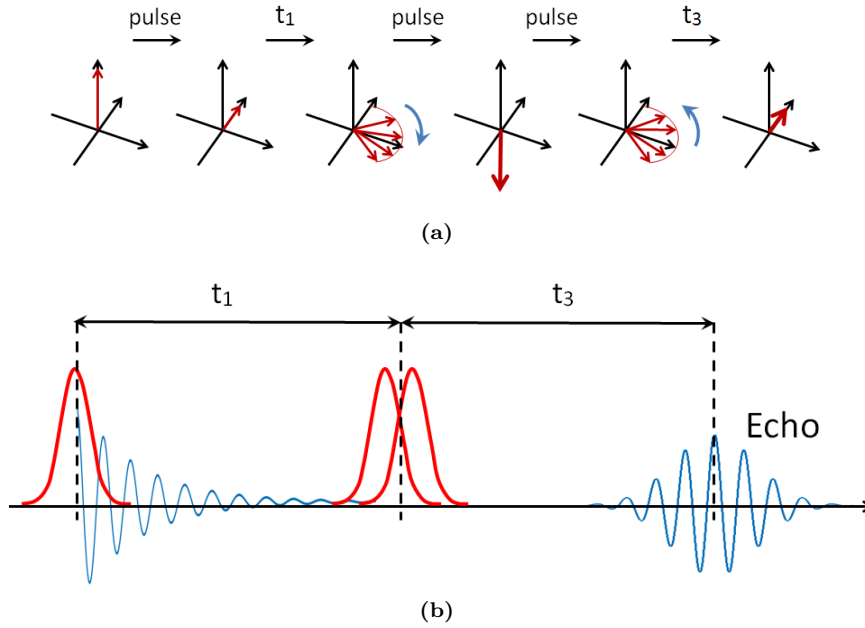 pulse t₁ pulse pulse t₃
(a)
t₁ t₃
Echo
(b)